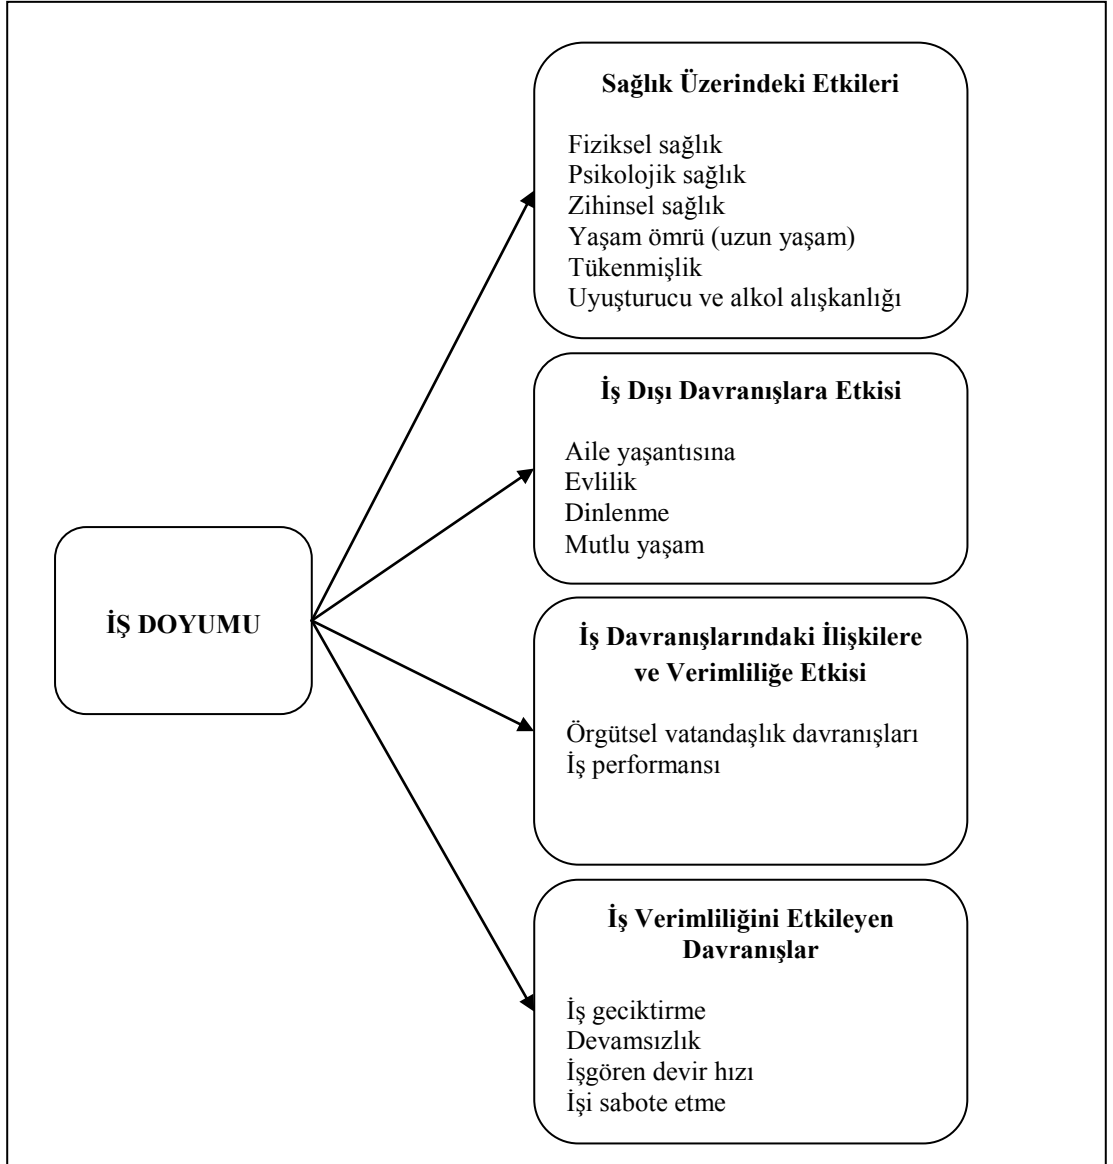 Sağlık Üzerindeki Etkileri
Fiziksel sağlık
Psikolojik sağlık
Zihinsel sağlık
Yaşam ömrü (uzun yaşam)
Tükenmişlik
Uyuşturucu ve alkol alışkanlığı
İş Dışı Davranışlara Etkisi
Aile yaşantısına
Evlilik
Dinlenme
Mutlu yaşam
İŞ DOYUMU
İş Davranışlarındaki İlişkilere
ve Verimliliğe Etkisi
Örgütsel vatandaşlık davranışları
İş performansı
İş Verimliliğini Etkileyen
Davranışlar
İş geciktirme
Devamsızlık
İşgören devir hızı
İşi sabote etme